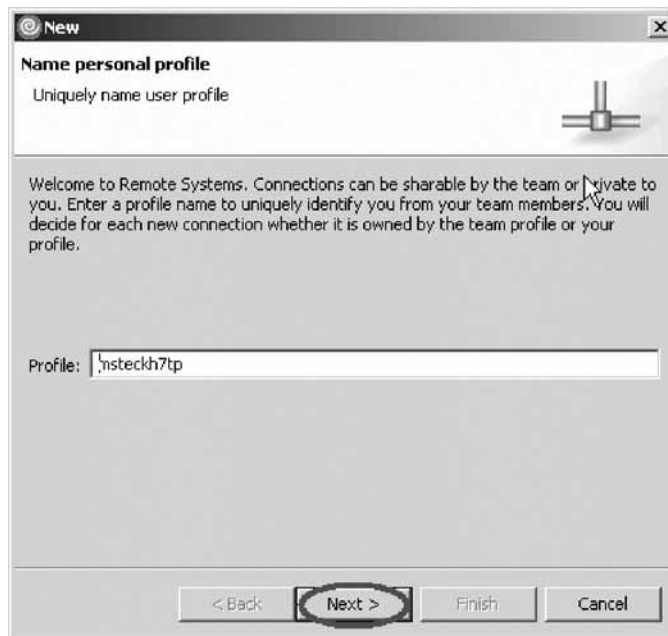 New
Name personal profile
Uniquely name user profile
Welcome to Remote Systems. Connections can be sharable by the team or private to
you. Enter a profile name to uniquely identify you from your team members. You will
decide for each new connection whether it is owned by the team profile or your
profile.
Profile: nsteckh7tp
< Back Next > Finish Cancel